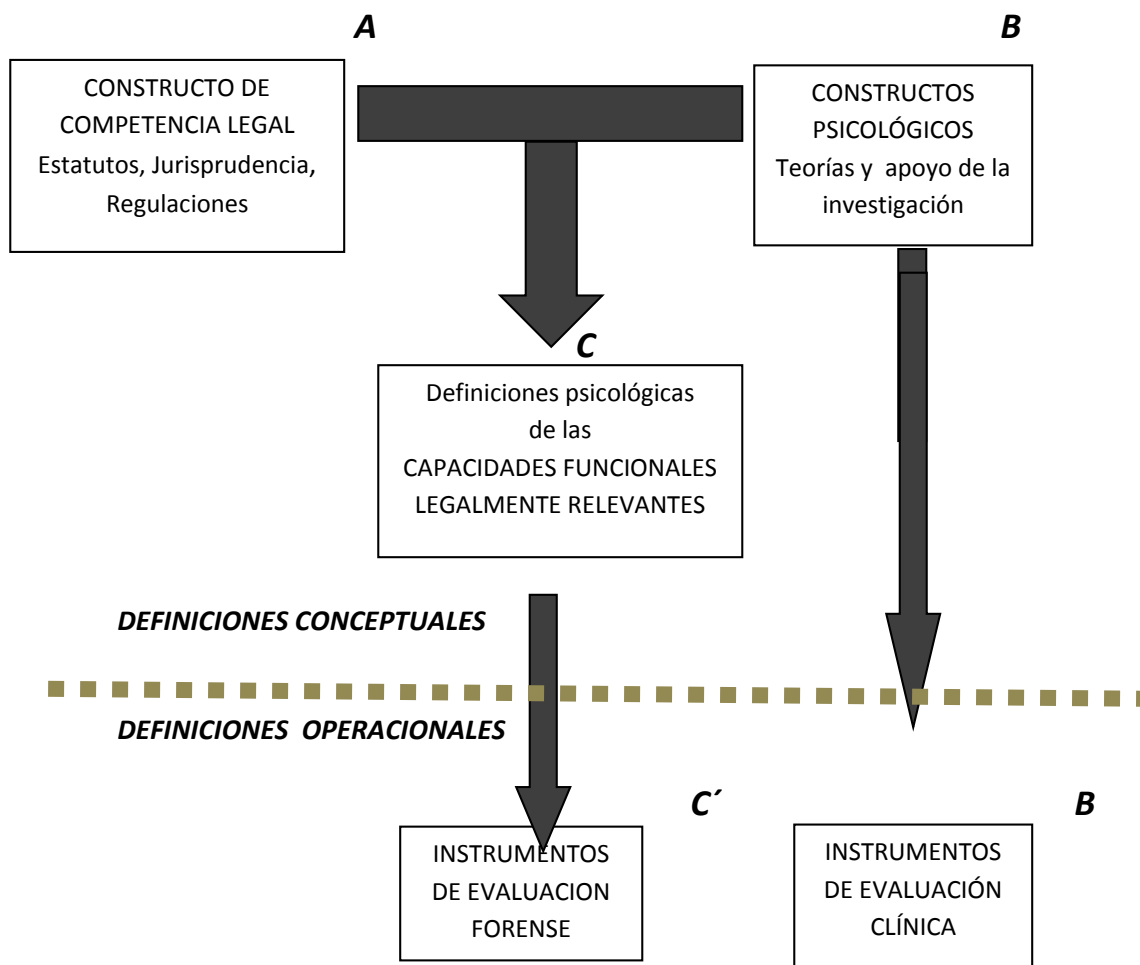 A
CONSTRUCTO DE
COMPETENCIA LEGAL
Estatutos, Jurisprudencia,
Regulaciones
B
CONSTRUCTOS
PSICOLÓGICOS
Teorías y apoyo de la
investigación
C
Definiciones psicológicas
de las
CAPACIDADES FUNCIONALES
LEGALMENTE RELEVANTES
DEFINICIONES CONCEPTUALES
DEFINICIONES OPERACIONALES
C´
INSTRUMENTOS
DE EVALUACION
FORENSE
B
INSTRUMENTOS
DE EVALUACIÓN
CLÍNICA